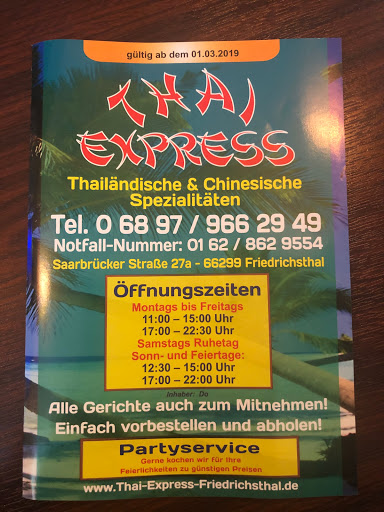 gültig ab dem 01.03.2019
THAI
EXPRESS
Thailändische & Chinesische
Spezialitäten
Tel. 0 68 97 / 966 29 49
Notfall-Nummer: 01 62 / 862 9554
Saarbrücker Straße 27a - 66299 Friedrichsthal
Öffnungszeiten
Montags bis Freitags
11:00 – 15:00 Uhr
17:00 – 22:30 Uhr
Samstags Ruhetag
Sonn- und Feiertage:
12:30 – 15:00 Uhr
17:00 – 22:00 Uhr
Inhaber: Do
Alle Gerichte auch zum Mitnehmen!
Einfach vorbestellen und abholen!
Partyservice
Gerne kochen wir für Ihre
Feierlichkeiten zu günstigen Preisen
www.Thai-Express-Friedrichsthal.de